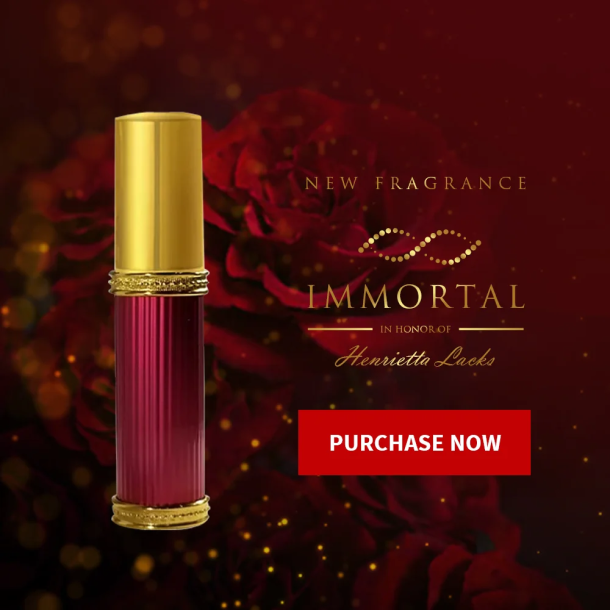 NEW FRAGRANCE
IMMORTAL
IN HONOR OF
Henrietta Lacks
PURCHASE NOW